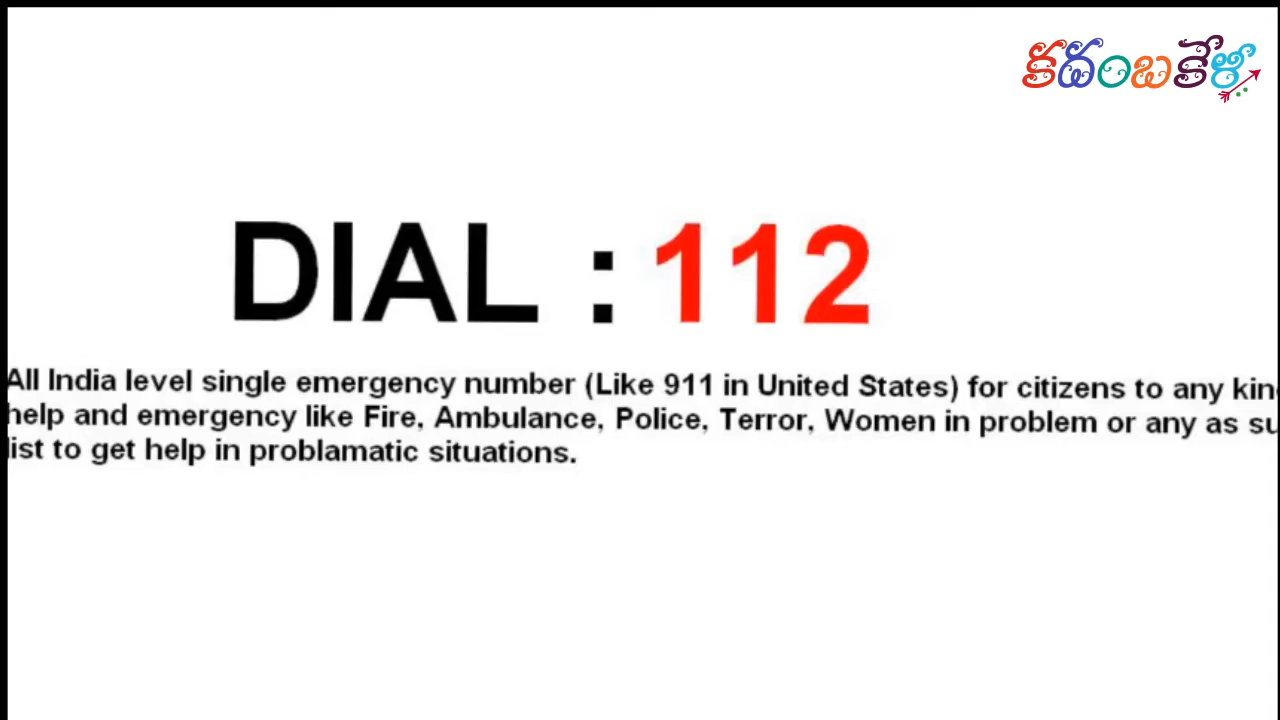 కదంబకేళి
DIAL : 112
All India level single emergency number (Like 911 in United States) for citizens to any
help and emergency like Fire, Ambulance, Police, Terror, Women in problem or any as
list to get help in problamatic situations.